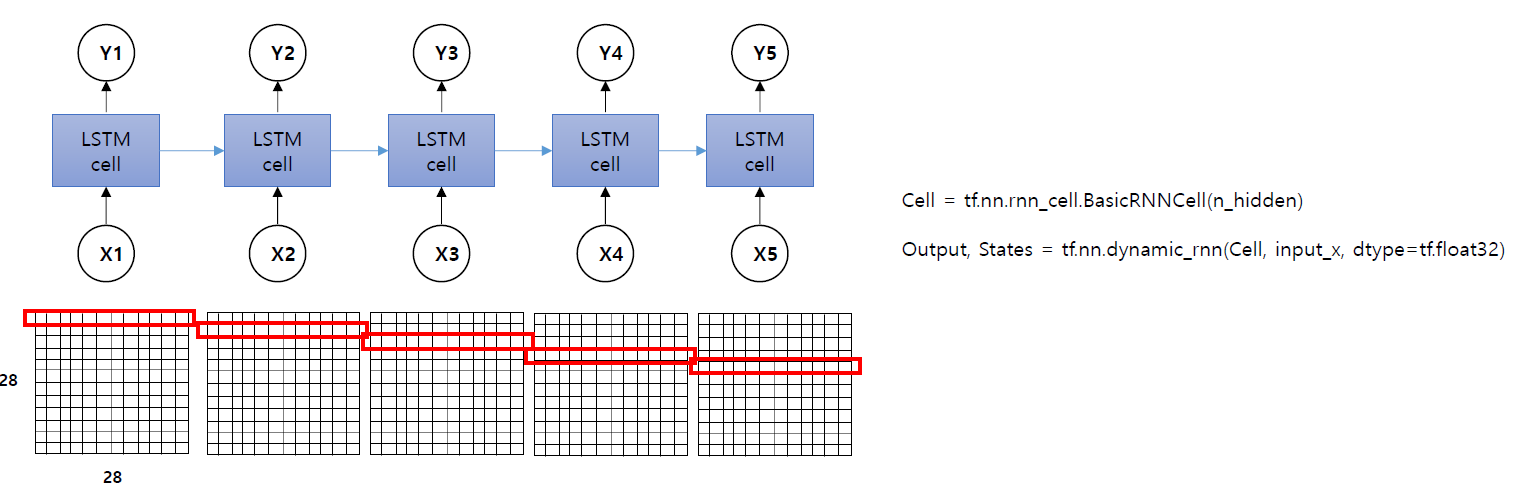 Y1 Y2 Y3 Y4 Y5
LSTM LSTM LSTM LSTM LSTM
cell cell cell cell cell
Cell = tf.nn.rnn_cell.BasicRNNCell(n_hidden)
Output, States = tf.nn.dynamic_rnn(Cell, input_x, dtype=tf.float32)
X1 X2 X3 X4 X5
28
28